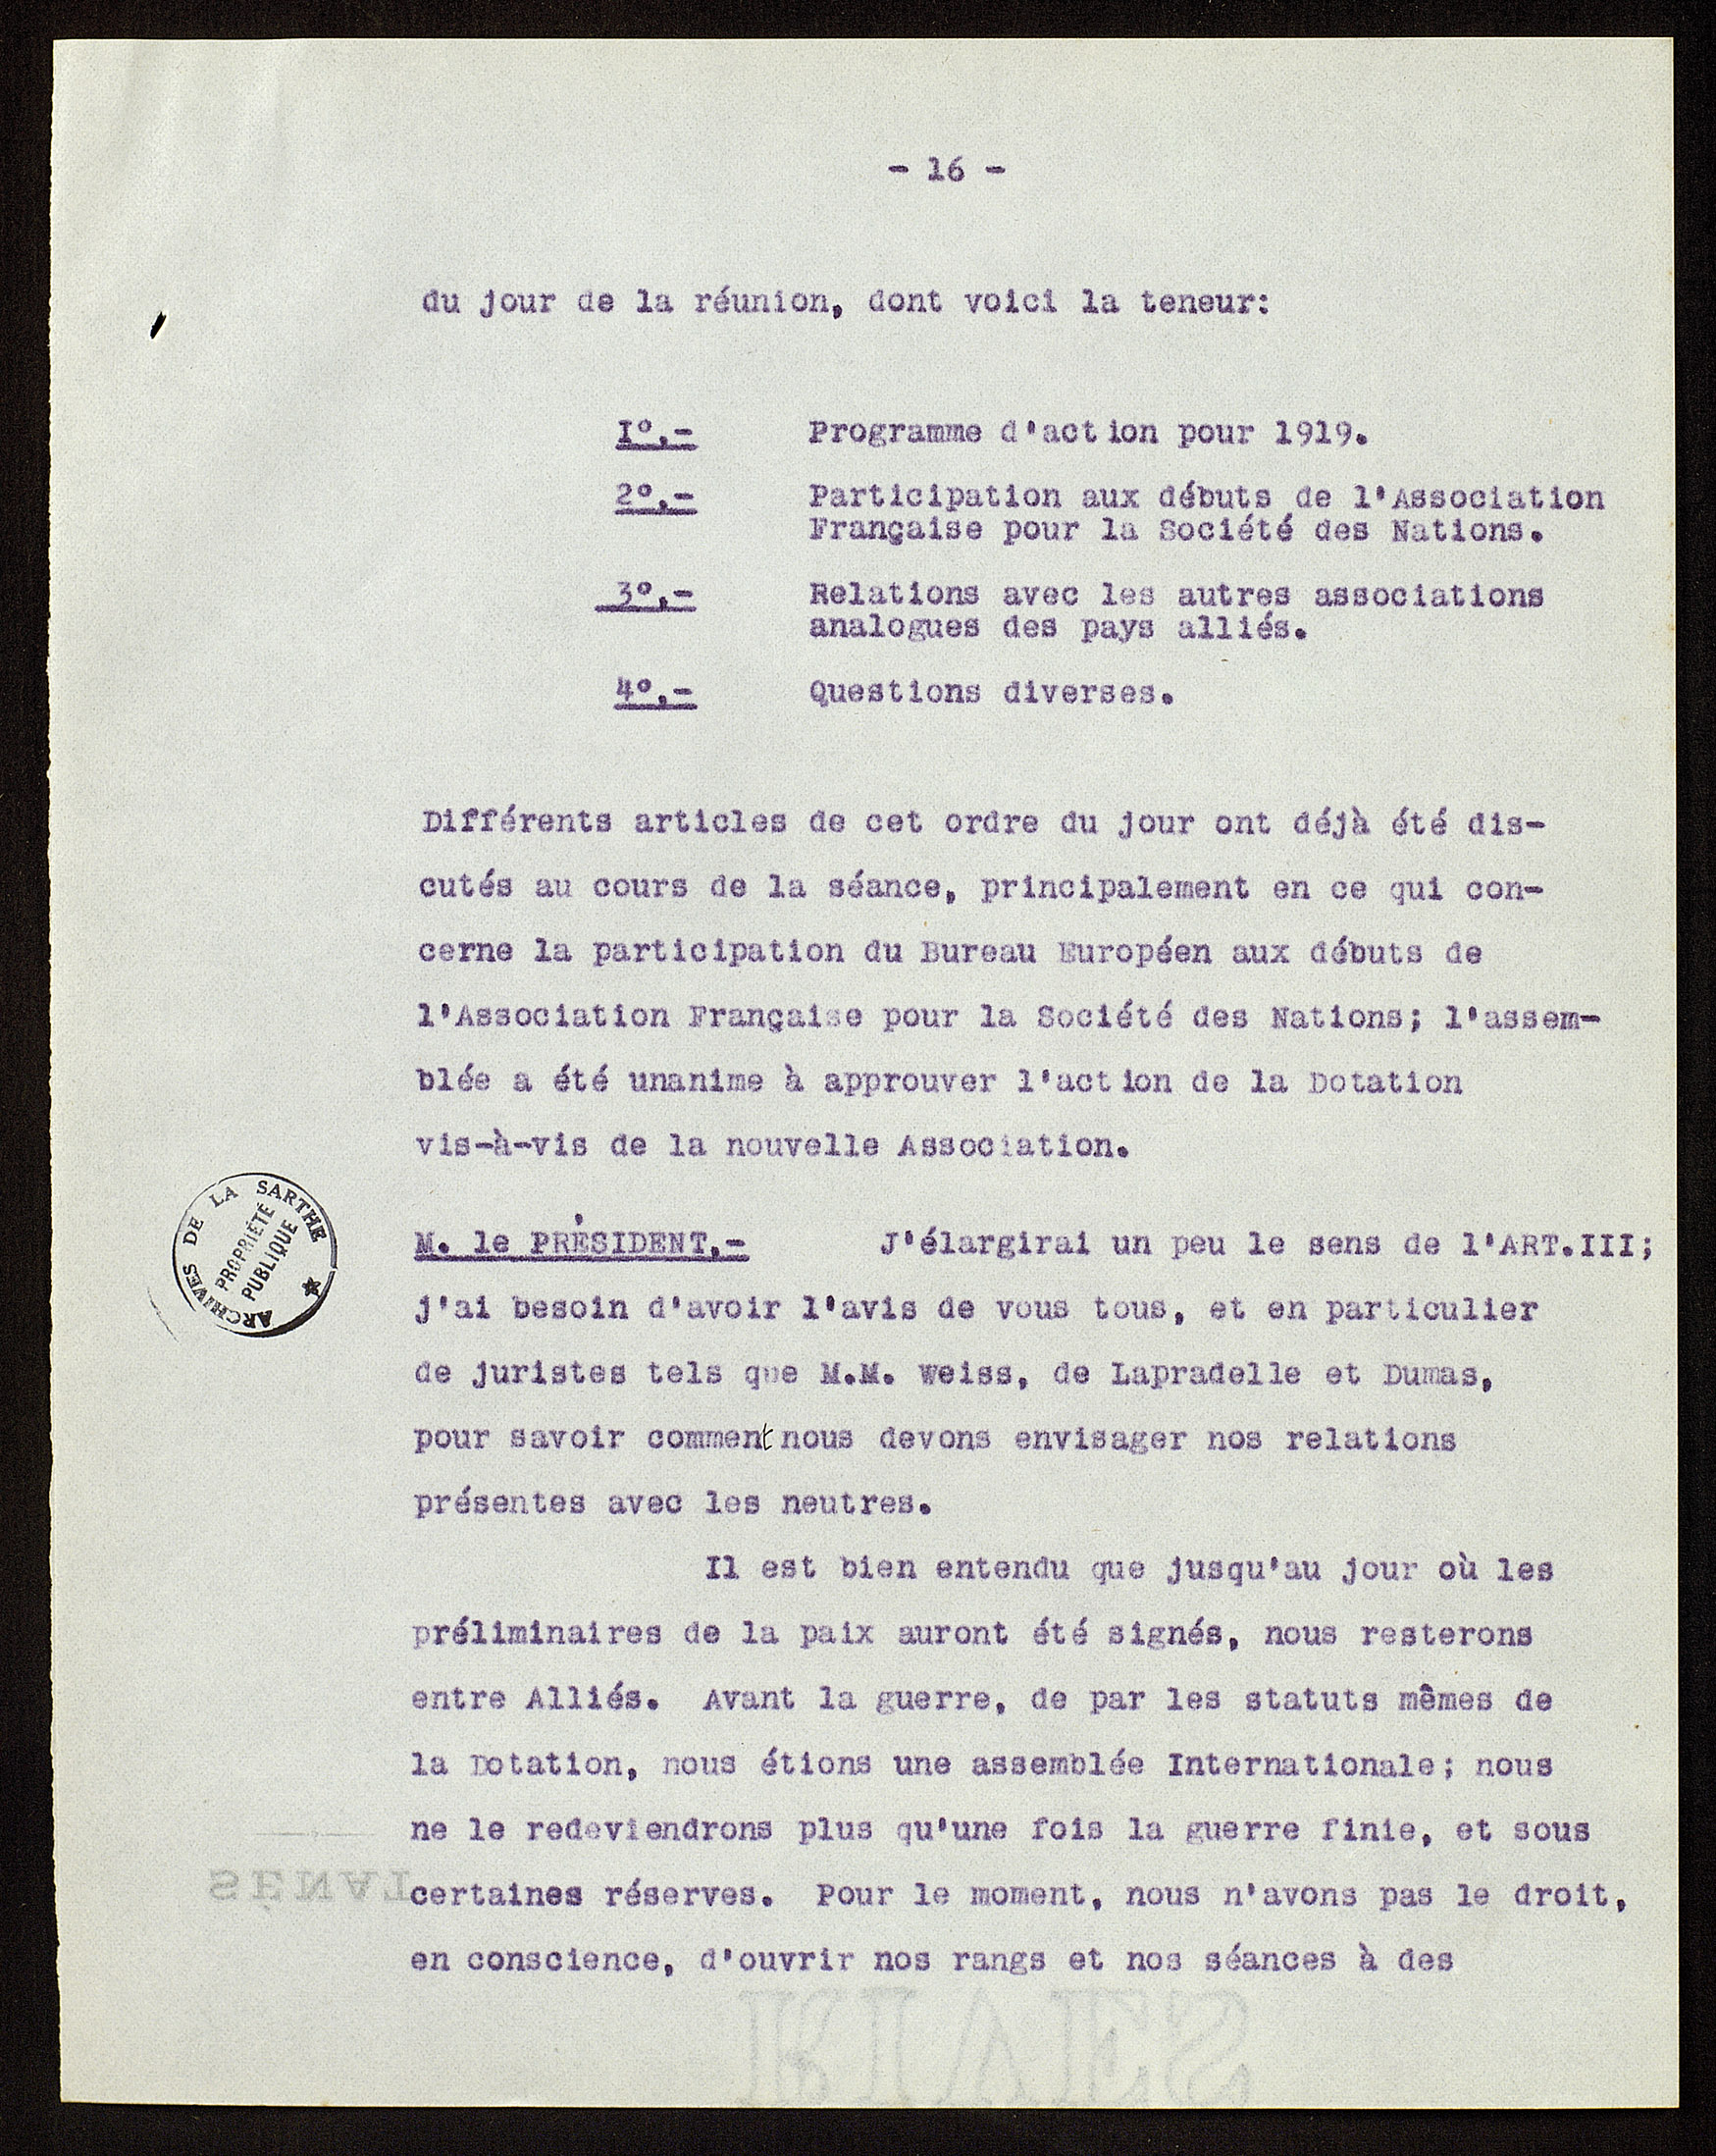 - 16 -
du jour de la réunion, dont voici la teneur:
1°.- Programme d'action pour 1919.
2°.- Participation aux débuts de l'Association
Française pour la Société des Nations.
3°.- Relations avec les autres associations
analogues des pays alliés.
4°.- Questions diverses.
Différents articles de cet ordre du jour ont déjà été dis-
cutés au cours de la séance, principalement en ce qui con-
cerne la participation du Bureau Européen aux débuts de
l'Association Française pour la Société des Nations; l'assem-
blée a été unanime à approuver l'action de la Dotation
vis-à-vis de la nouvelle Association.
M. le PRÉSIDENT.- J'élargirai un peu le sens de l'ART.III;
j'ai besoin d'avoir l'avis de vous tous, et en particulier
de juristes tels que M.M. Weiss, de Lapradelle et Dumas,
pour savoir comment nous devons envisager nos relations
présentes avec les neutres.
Il est bien entendu que jusqu'au jour où les
préliminaires de la paix auront été signés, nous resterons
entre Alliés. Avant la guerre, de par les statuts mêmes de
la Dotation, nous étions une assemblée Internationale; nous
ne le redeviendrons plus qu'une fois la guerre finie, et sous
certaines réserves. Pour le moment, nous n'avons pas le droit,
en conscience, d'ouvrir nos rangs et nos séances à des
ARCHIVES DE LA SARTHE
PROPRIÉTÉ
PUBLIQUE
SÉNAT
RIVES